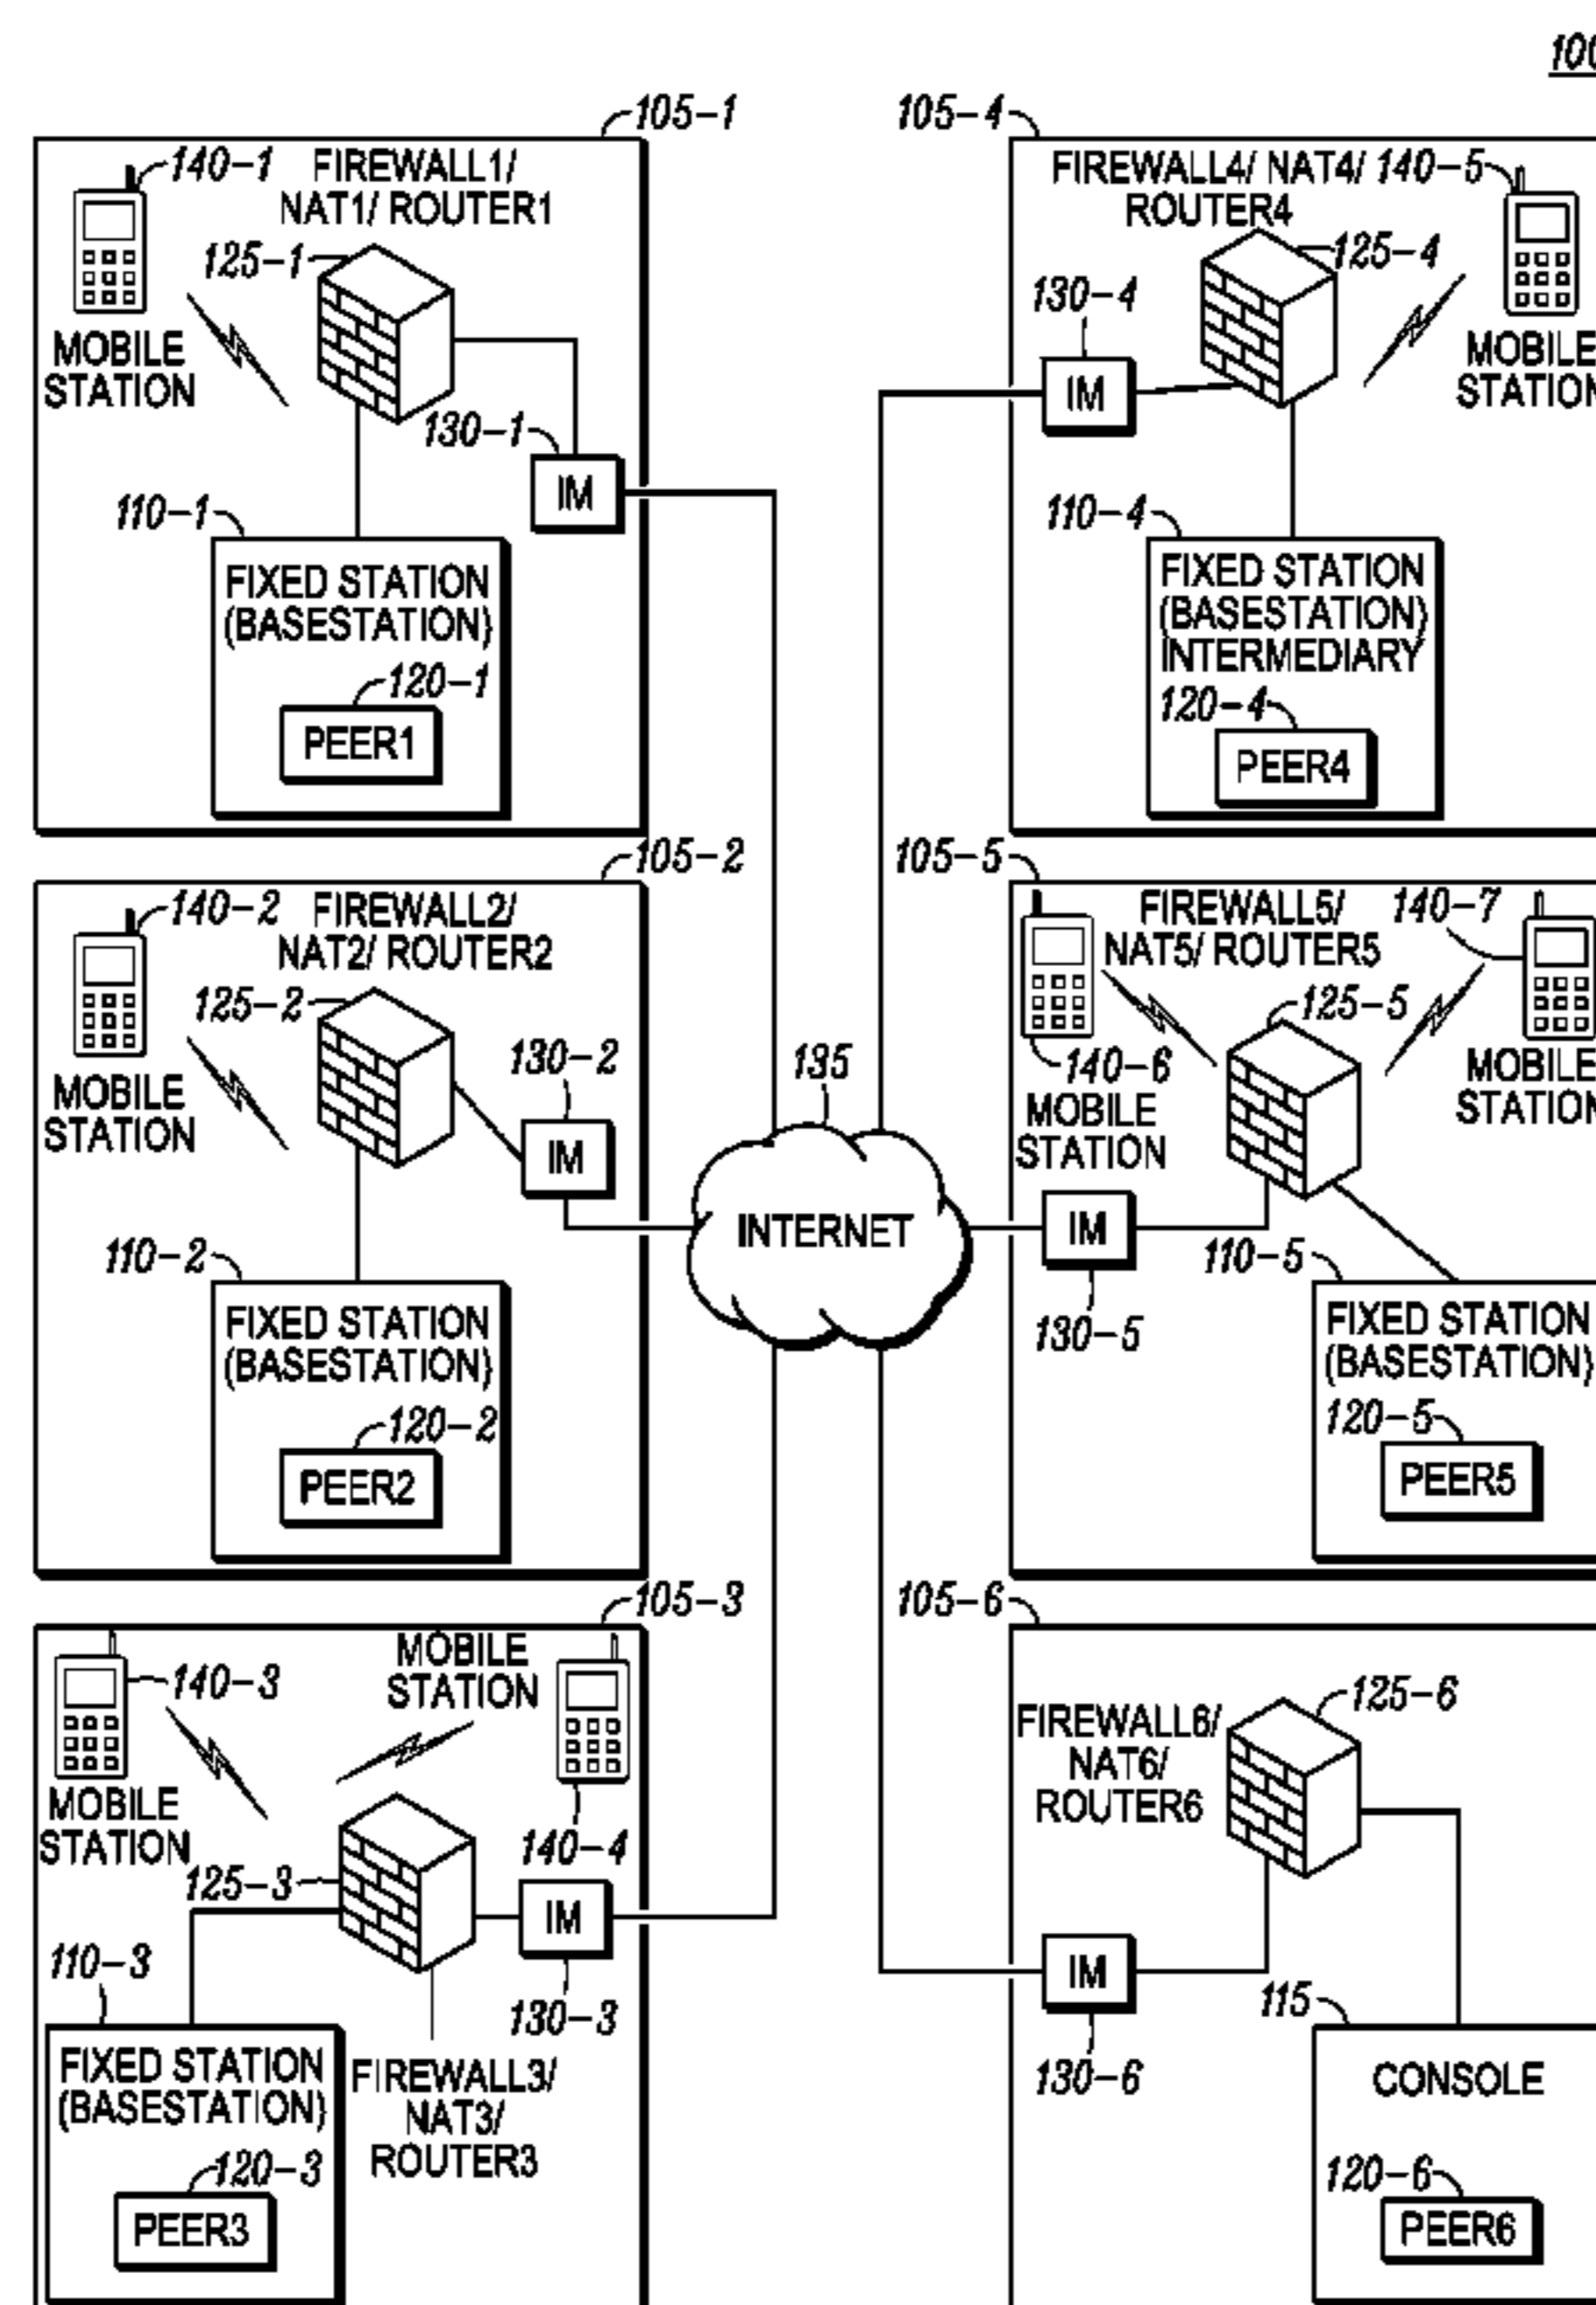 100
105-1
140-1
FIREWALL1/
NAT1/ ROUTER1
125-1
MOBILE
STATION
130-1
IM
110-1
FIXED STATION
(BASESTATION)
120-1
PEER1
105-4
FIREWALL4/ NAT4/
ROUTER4
140-5
125-4
130-4
IM
MOBILE
STATION
110-4
FIXED STATION
(BASESTATION)
INTERMEDIARY
120-4
PEER4
105-2
140-2
FIREWALL2/
NAT2/ ROUTER2
125-2
MOBILE
STATION
130-2
IM
110-2
FIXED STATION
(BASESTATION)
120-2
PEER2
135
INTERNET
105-5
FIREWALL5/
NAT5/ ROUTER5
140-7
125-5
140-6
MOBILE
STATION
MOBILE
STATION
IM
130-5
110-5
FIXED STATION
(BASESTATION)
120-5
PEER5
105-3
140-3
MOBILE
STATION
MOBILE
STATION
140-4
125-3
IM
130-3
110-3
FIXED STATION
(BASESTATION)
FIREWALL3/
NAT3/
ROUTER3
120-3
PEER3
105-6
125-6
FIREWALL6/
NAT6/
ROUTER6
IM
130-6
115
CONSOLE
120-6
PEER6